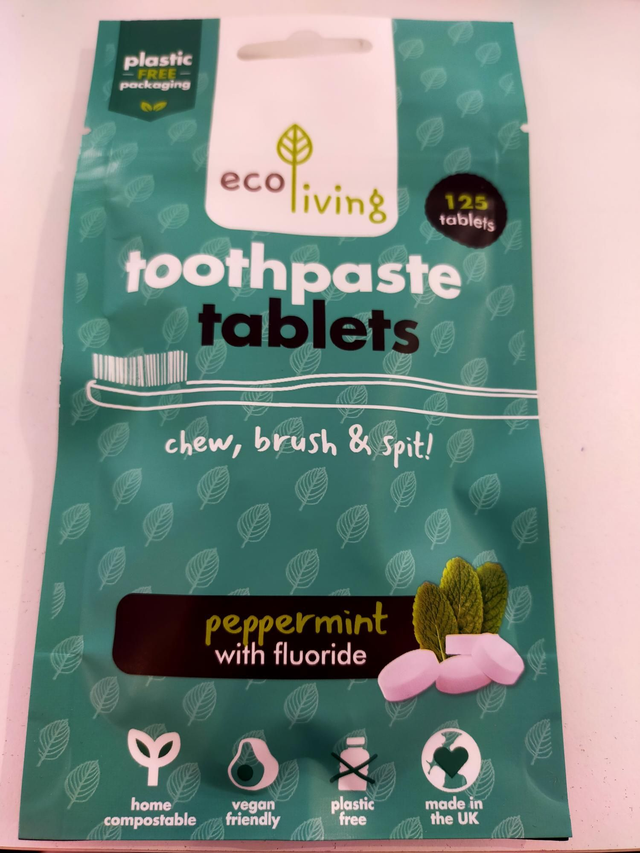 plastic
FREE
packaging
eco living
125
tablets
toothpaste
tablets
chew, brush & spit!
peppermint
with fluoride
home
compostable
vegan
friendly
plastic
free
made in
the UK